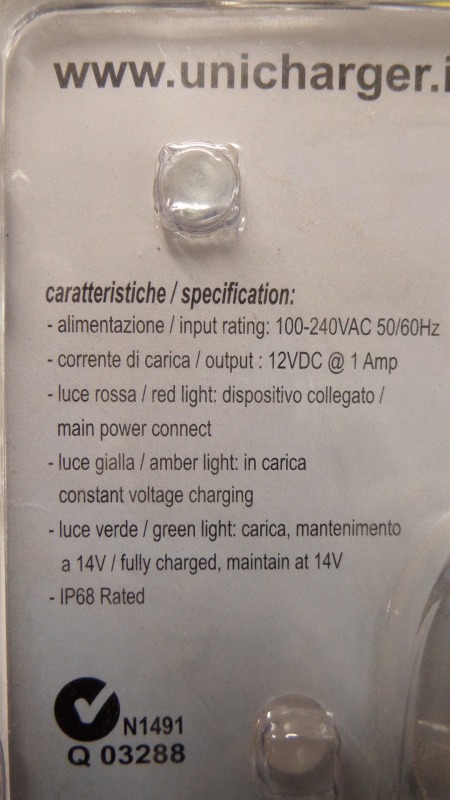 www.unicharger.i
caratteristiche / specification:
- alimentazione / input rating: 100-240VAC 50/60Hz
- corrente di carica / output : 12VDC @ 1 Amp
- luce rossa / red light: dispositivo collegato /
main power connect
- luce gialla / amber light: in carica
constant voltage charging
- luce verde / green light: carica, mantenimento
a 14V / fully charged, maintain at 14V
- IP68 Rated
N1491
Q 03288